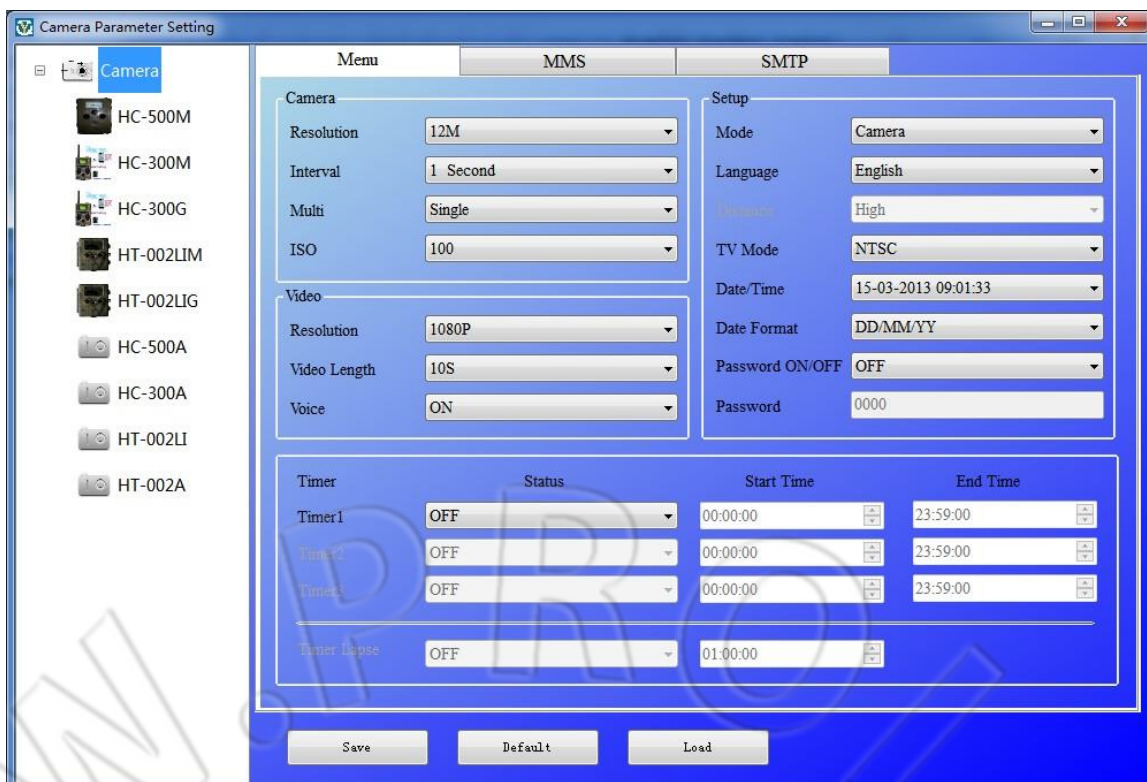 Camera Parameter Setting
Camera
HC-500M
HC-300M
HC-300G
HT-002LIM
HT-002LIG
HC-500A
HC-300A
HT-002LI
HT-002A
Menu MMS SMTP
Camera
Resolution 12M
Interval 1 Second
Multi Single
ISO 100
Video
Resolution 1080P
Video Length 10S
Voice ON
Setup
Mode Camera
Language English
Distance High
TV Mode NTSC
Date/Time 15-03-2013 09:01:33
Date Format DD/MM/YY
Password ON/OFF OFF
Password 0000
Timer Status Start Time End Time
Timer1 OFF 00:00:00 23:59:00
Timer2 OFF 00:00:00 23:59:00
Timer3 OFF 00:00:00 23:59:00
Timer Lapse OFF 01:00:00
Save Default Load